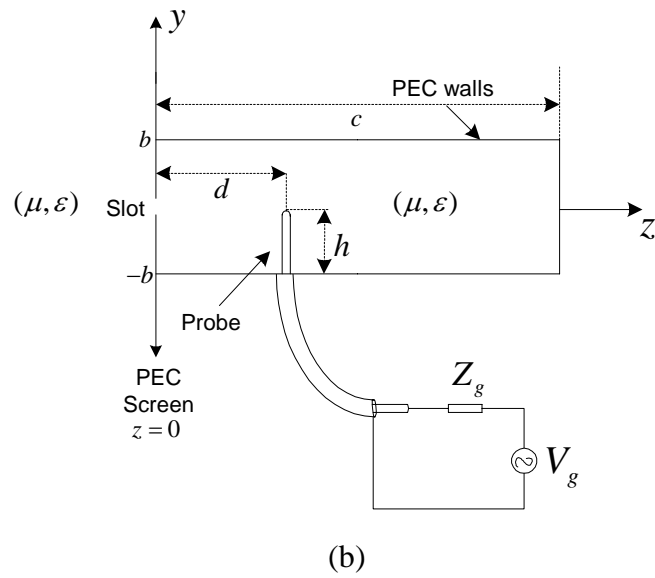 y
PEC walls
c
b
d
(μ, ε)
Slot
(μ, ε)
z
h
−b
Probe
PEC
Screen
z = 0
Z_g
V_g
(b)